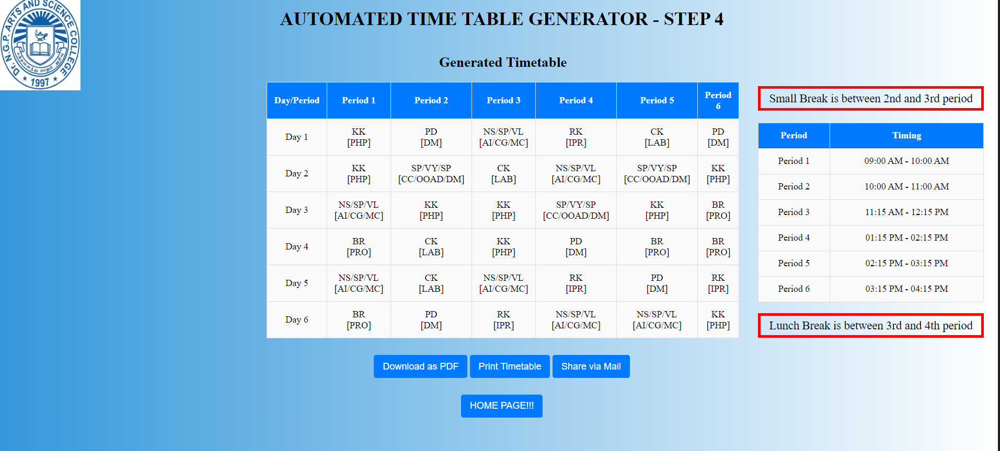 Dr. N.G.P. ARTS AND SCIENCE COLLEGE
1997
AUTOMATED TIME TABLE GENERATOR - STEP 4
Generated Timetable
Day/Period Period 1 Period 2 Period 3 Period 4 Period 5 Period 6
Day 1 KK [PHP] PD [DM] NS/SP/VL [AI/CG/MC] RK [IPR] CK [LAB] PD [DM]
Day 2 KK [PHP] SP/VY/SP [CC/OOAD/DM] CK [LAB] NS/SP/VL [AI/CG/MC] SP/VY/SP [CC/OOAD/DM] KK [PHP]
Day 3 NS/SP/VL [AI/CG/MC] KK [PHP] KK [PHP] SP/VY/SP [CC/OOAD/DM] KK [PHP] BR [PRO]
Day 4 BR [PRO] CK [LAB] KK [PHP] PD [DM] BR [PRO] BR [PRO]
Day 5 NS/SP/VL [AI/CG/MC] CK [LAB] NS/SP/VL [AI/CG/MC] RK [IPR] PD [DM] RK [IPR]
Day 6 BR [PRO] PD [DM] RK [IPR] NS/SP/VL [AI/CG/MC] NS/SP/VL [AI/CG/MC] KK [PHP]
Small Break is between 2nd and 3rd period
Period Timing
Period 1 09:00 AM - 10:00 AM
Period 2 10:00 AM - 11:00 AM
Period 3 11:15 AM - 12:15 PM
Period 4 01:15 PM - 02:15 PM
Period 5 02:15 PM - 03:15 PM
Period 6 03:15 PM - 04:15 PM
Lunch Break is between 3rd and 4th period
Download as PDF Print Timetable Share via Mail
HOME PAGE!!!